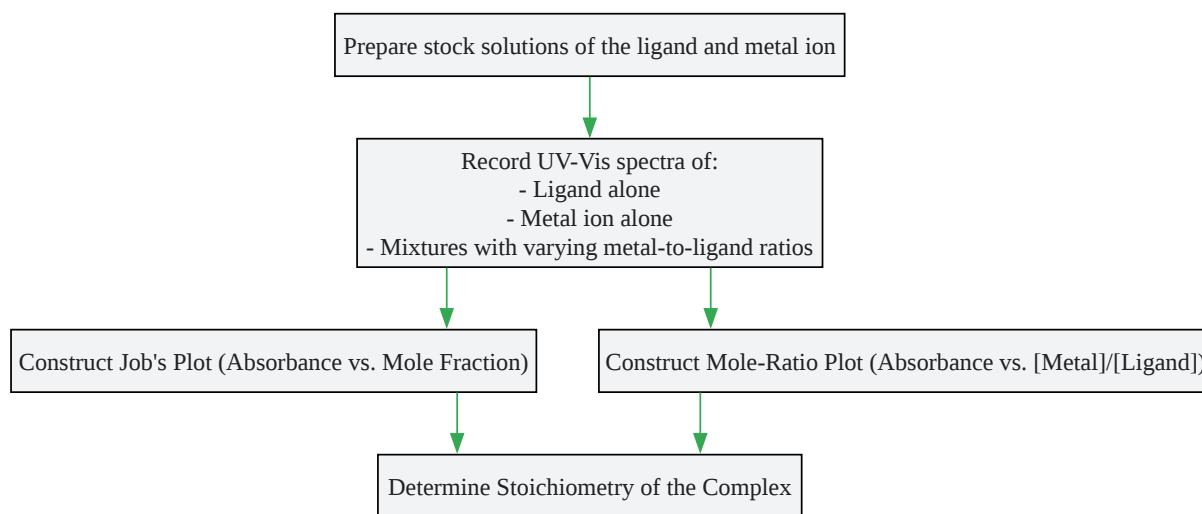 Prepare stock solutions of the ligand and metal ion
Record UV-Vis spectra of:
- Ligand alone
- Metal ion alone
- Mixtures with varying metal-to-ligand ratios
Construct Job's Plot (Absorbance vs. Mole Fraction)
Construct Mole-Ratio Plot (Absorbance vs. [Metal]/[Ligand])
Determine Stoichiometry of the Complex